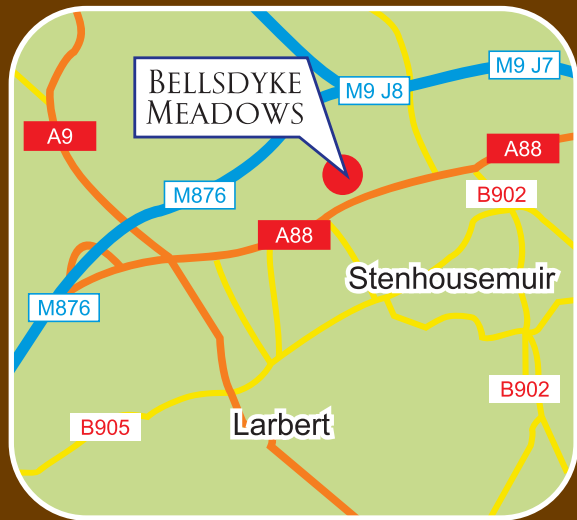 M9 J7
BELLSDYKE
MEADOWS
M9 J8
A9
A88
M876
B902
A88
Stenhousemuir
M876
B902
B905
Larbert